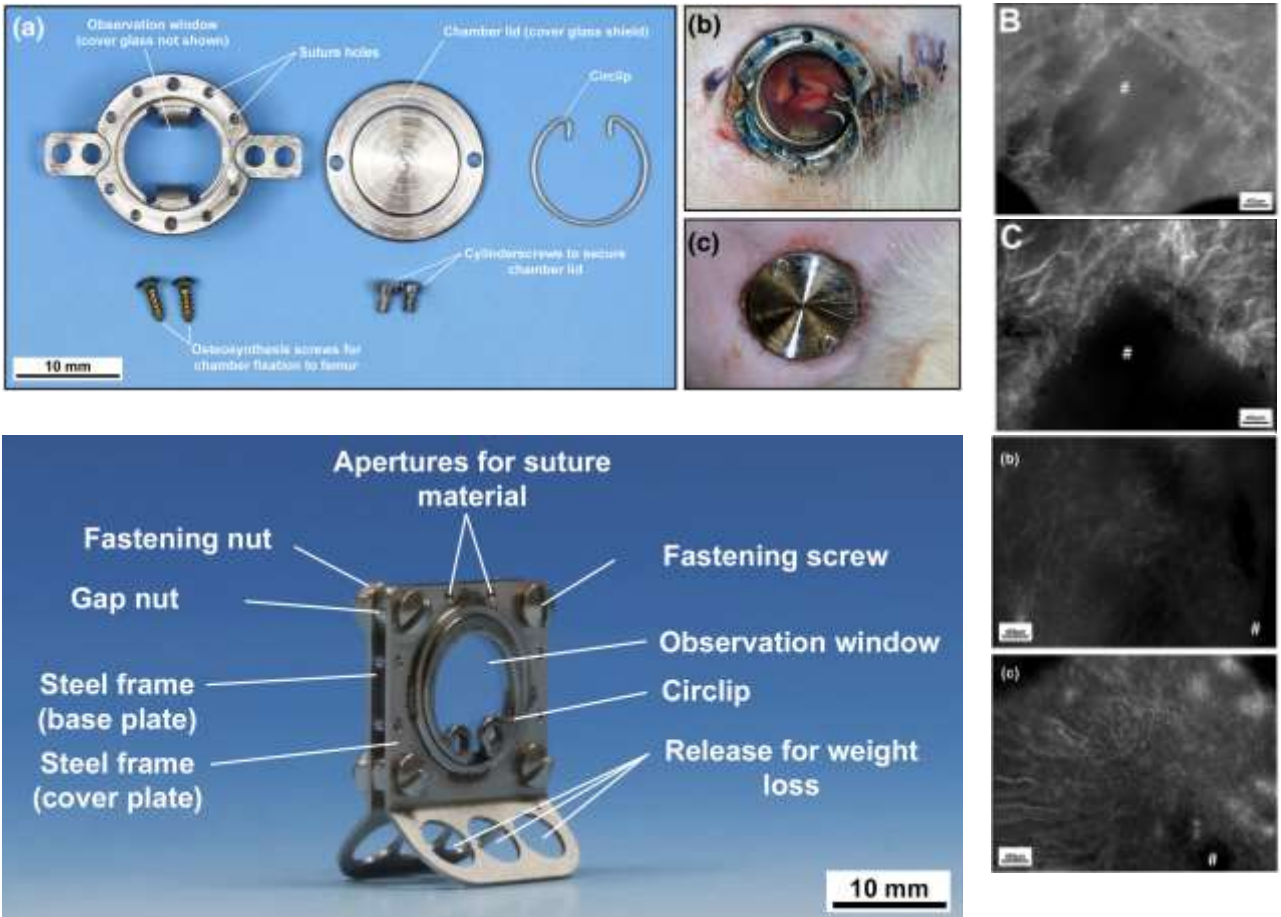 (a)
Observation window
(cover glass not shown)
Suture holes
Chamber lid (cover glass shield)
Circlip
Cylinderscrews to secure
chamber lid
Osteosynthesis screws for
chamber fixation to femur
10 mm
(b)
(c)
B
#
C
#
(b)
#
(c)
#
Apertures for suture
material
Fastening nut
Gap nut
Steel frame
(base plate)
Steel frame
(cover plate)
Fastening screw
Observation window
Circlip
Release for weight
loss
10 mm